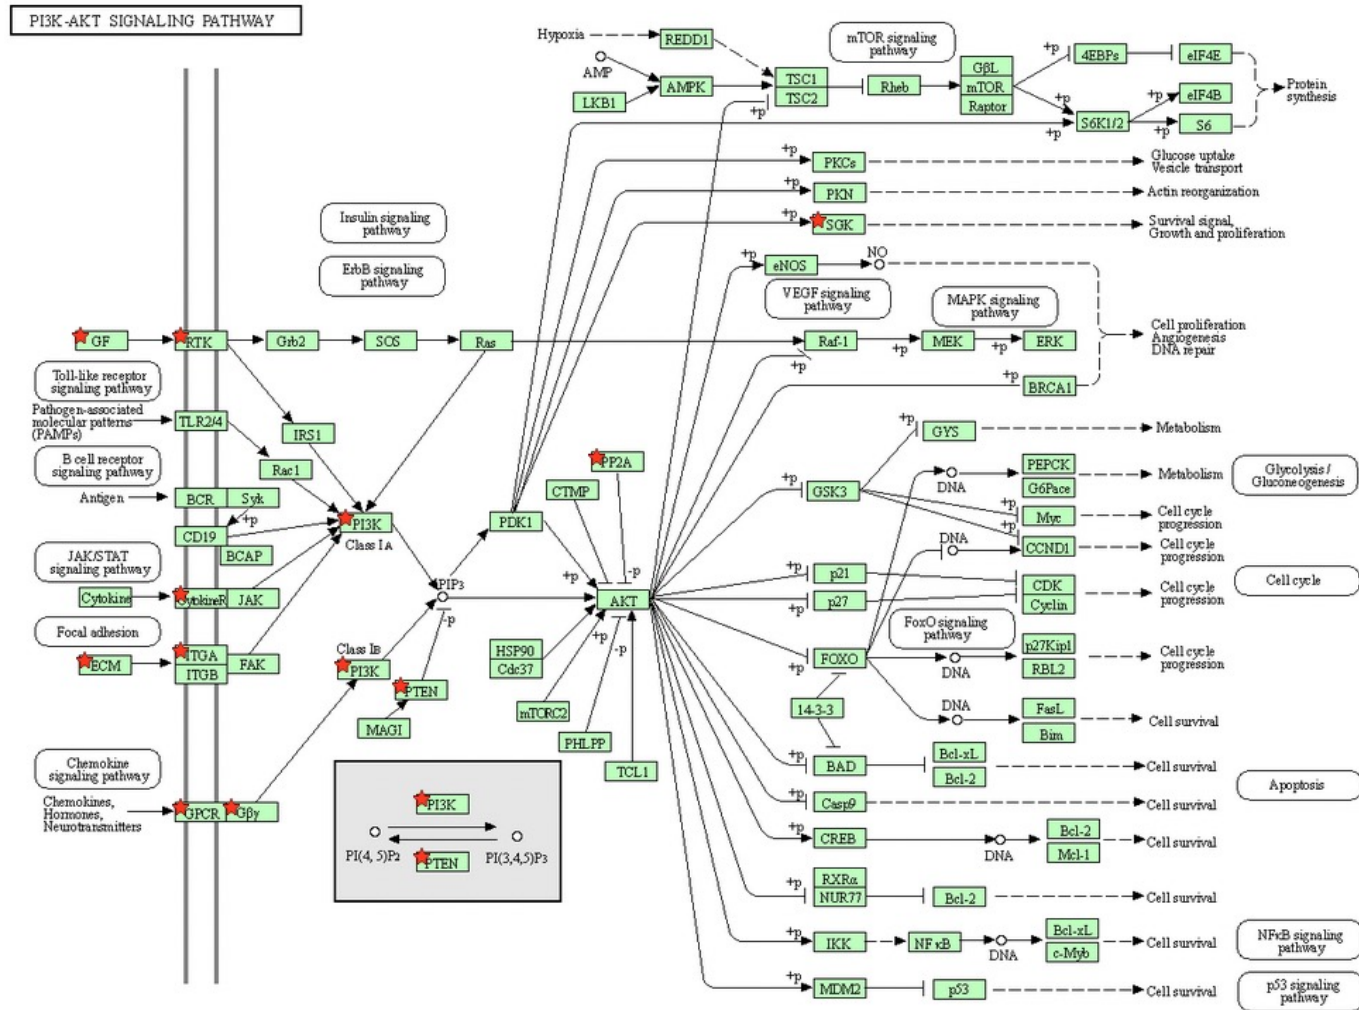 PI3K-AKT SIGNALING PATHWAY
Hypoxia
REDD1
mTOR signaling
pathway
+p
4EBPs
eIF4E
AMP
AMPK
TSC1
TSC2
Rheb
GβL
mTOR
Raptor
Protein
synthesis
LKB1
+p
+p
eIF4B
+p
S6K1/2
+p
S6
+p
PKCs
Glucose uptake
Vesicle transport
+p
PKN
Actin reorganization
+p
SGK
Survival signal,
Growth and proliferation
Insulin signaling
pathway
ErbB signaling
pathway
+p
eNOS
NO
VEGF signaling
pathway
MAPK signaling
pathway
GF
RTK
Grb2
SOS
Ras
Raf-1
+p
MEK
+p
ERK
Cell proliferation
Angiogenesis
DNA repair
+p
Toll-like receptor
signaling pathway
+p
BRCA1
Pathogen-associated
molecular patterns
(PAMPs)
TLR2/4
IRS1
+p
GYS
Metabolism
B cell receptor
signaling pathway
Rac1
PP2A
PEPCK
G6Pace
DNA
Metabolism
Glycolysis /
Gluconeogenesis
Antigen
BCR
Syk
+p
CTMP
+p
GSK3
CD19
BCAP
PI3K
Class IA
PDK1
+p
Myc
Cell cycle
progression
+p
DNA
CCND1
Cell cycle
progression
JAK/STAT
signaling pathway
Cytokine
CytokineR
JAK
PIP3
-p
+p
-p
AKT
+p
p21
+p
p27
CDK
Cyclin
Cell cycle
progression
Cell cycle
Focal adhesion
ECM
ITGA
ITGB
FAK
Class IB
PI3K
PTEN
MAGI
HSP90
Cdc37
+p
-p
mTORC2
PHLPP
TCL1
FoxO signaling
pathway
+p
FOXO
DNA
p27Kip1
RBL2
Cell cycle
progression
14-3-3
DNA
FasL
Bim
Cell survival
Chemokine
signaling pathway
Chemokines,
Hormones,
Neurotransmitters
GPCR
Gβγ
PI3K
PI(4, 5)P2
PI(3,4,5)P3
PTEN
+p
BAD
Bcl-xL
Bcl-2
Cell survival
Apoptosis
+p
Casp9
Cell survival
+p
CREB
DNA
Bcl-2
Mcl-1
Cell survival
+p
RXRα
NUR77
Bcl-2
Cell survival
+p
IKK
NFκB
DNA
Bcl-xL
c-Myb
Cell survival
NFκB signaling
pathway
+p
MDM2
p53
Cell survival
p53 signaling
pathway